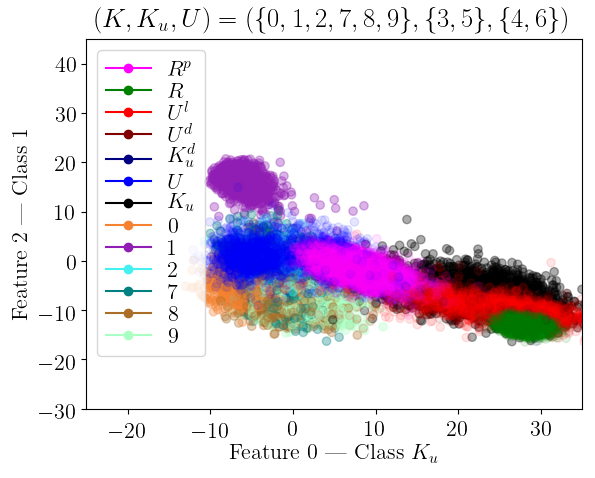 (K, K_u, U) = ({0, 1, 2, 7, 8, 9}, {3, 5}, {4, 6})
40
30
20
10
0
−10
−20
−30
Feature 2 — Class 1
R^p
R
U^l
U^d
K_u^d
U
K_u
0
1
2
7
8
9
−20 −10 0 10 20 30
Feature 0 — Class K_u